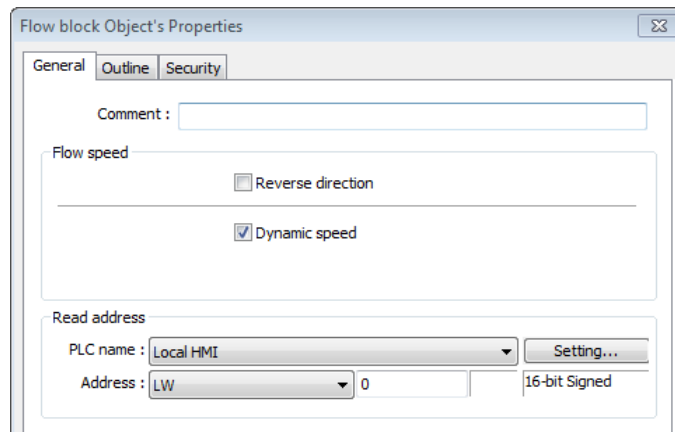 Flow block Object's Properties
General Outline Security
Comment :
Flow speed
Reverse direction
Dynamic speed
Read address
PLC name : Local HMI Setting...
Address : LW 0 16-bit Signed